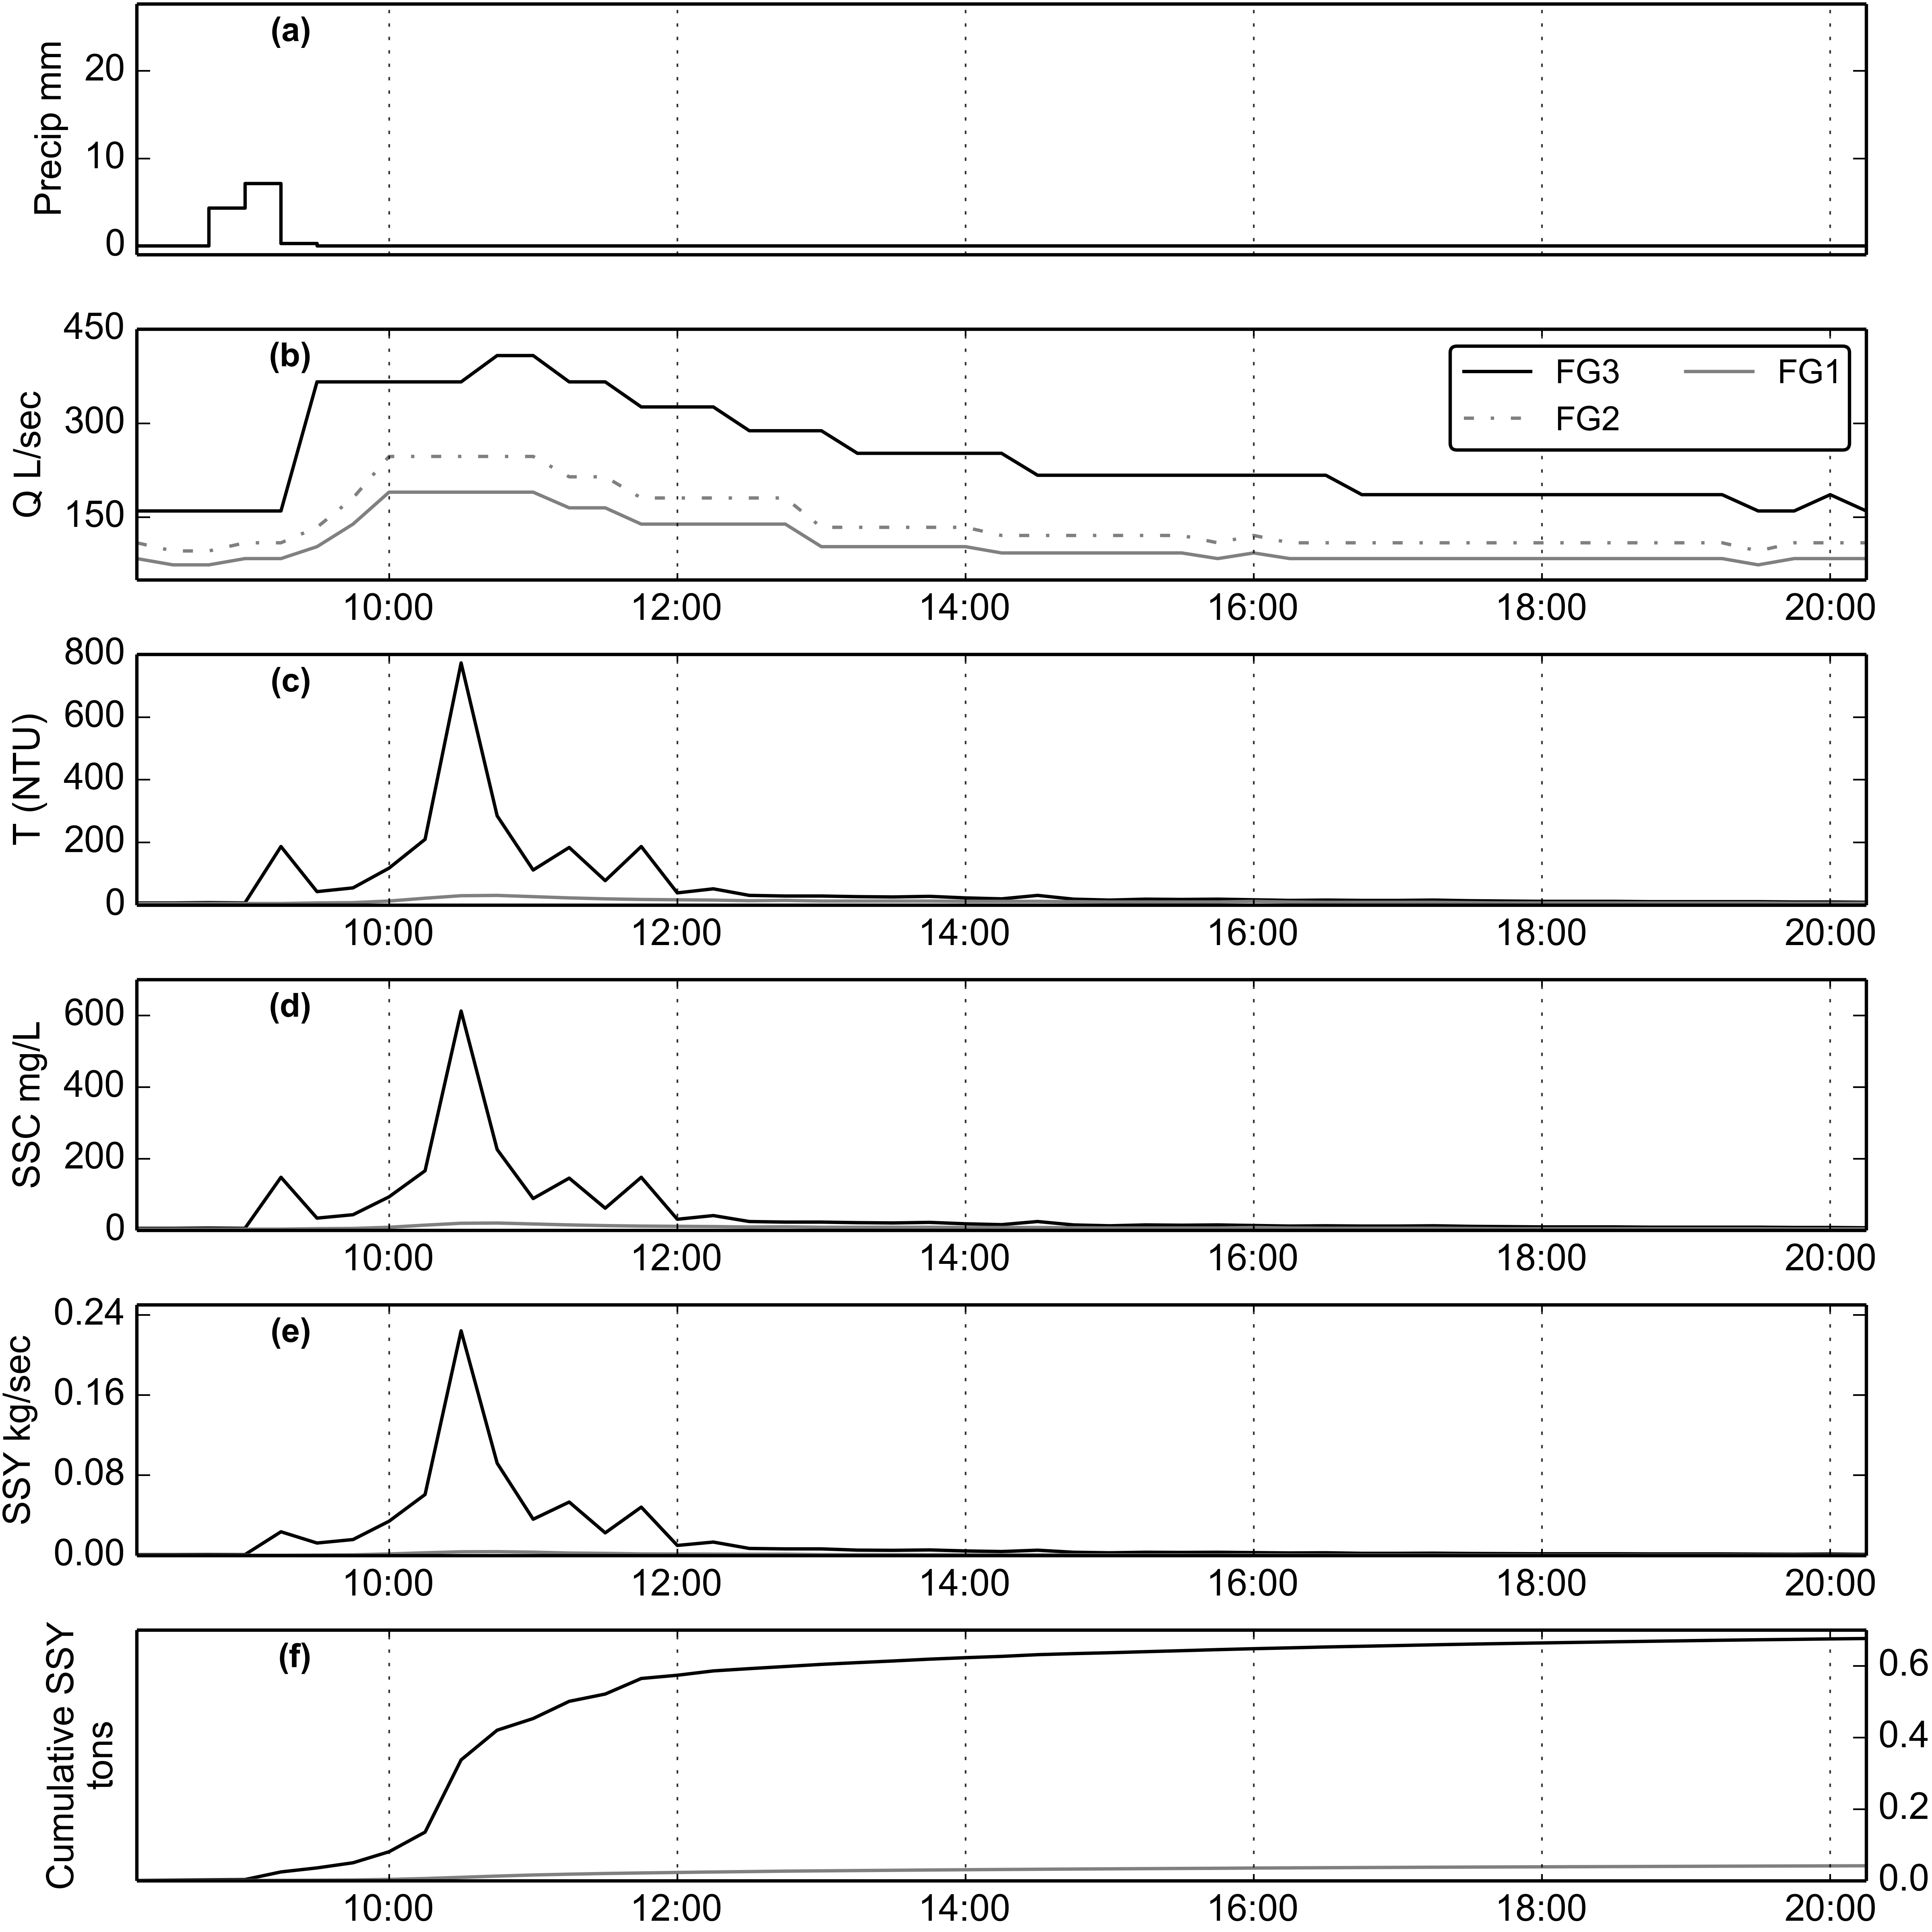 (a)
Precip mm
20
10
0
(b)
Q L/sec
450
300
150
FG3
FG1
FG2
10:00 12:00 14:00 16:00 18:00 20:00
(c)
T (NTU)
800
600
400
200
0
10:00 12:00 14:00 16:00 18:00 20:00
(d)
SSC mg/L
600
400
200
0
10:00 12:00 14:00 16:00 18:00 20:00
(e)
SSY kg/sec
0.24
0.16
0.08
0.00
10:00 12:00 14:00 16:00 18:00 20:00
(f)
Cumulative SSY
tons
0.6
0.4
0.2
0.0
10:00 12:00 14:00 16:00 18:00 20:00